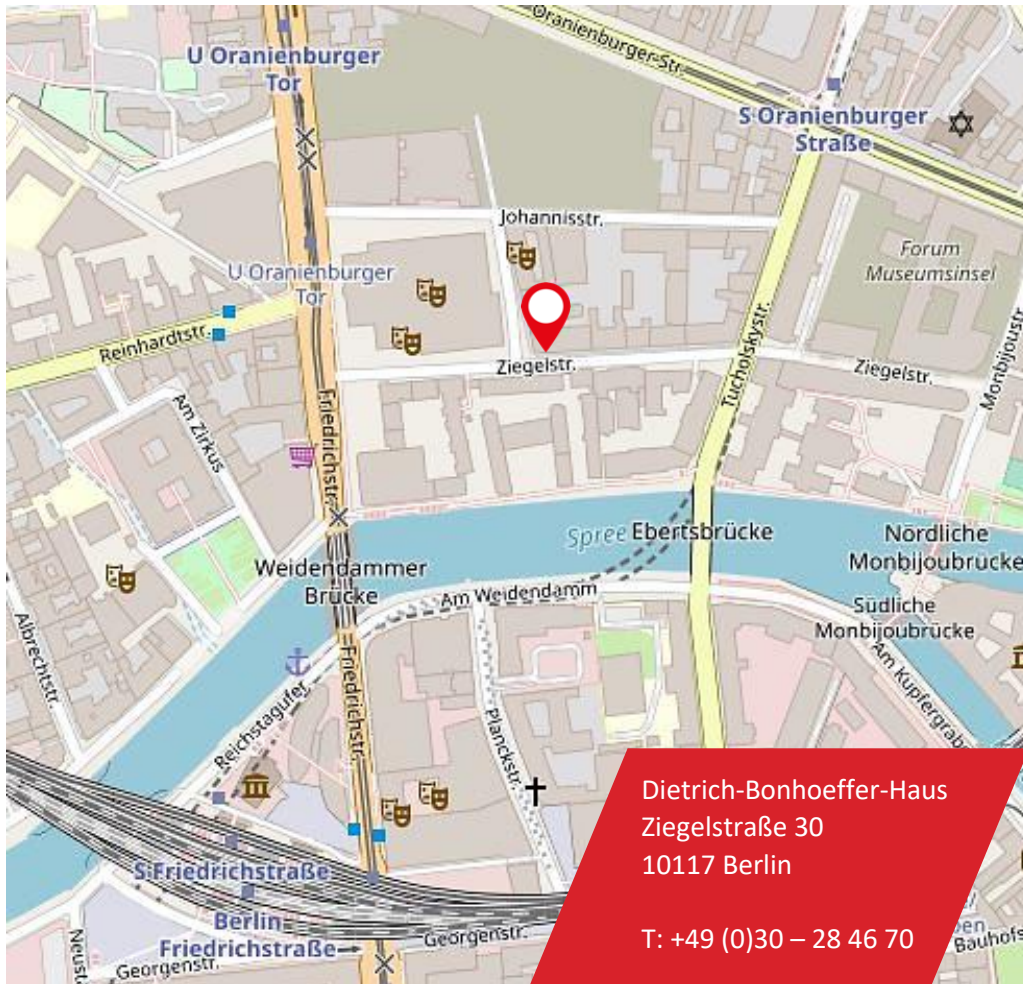 Oranienburger-Str.
U Oranienburger
Tor
S Oranienburger
Straße
Johannisstr.
Forum
Museumsinsel
U Oranienburger
Tor
Reinhardtstr.
Ziegelstr.
Ziegelstr.
Monbijoustr
Tucholskystr.
Am Zirkus
Friedrichstr.
Spree
Ebertsbrücke
Nördliche
Monbijoubrücke
Weidendammer
Brücke
Am Weidendamm
Südliche
Monbijoubrücke
Albrechtstr.
Friedrichstr.
Reichstagufer
Planckstr.
Am Kupfergrab
S Friedrichstraße
Berlin
Friedrichstraße
Georgenstr.
Georgenstr.
Neust
Bauhofs
Dietrich-Bonhoeffer-Haus
Ziegelstraße 30
10117 Berlin
T: +49 (0)30 – 28 46 70